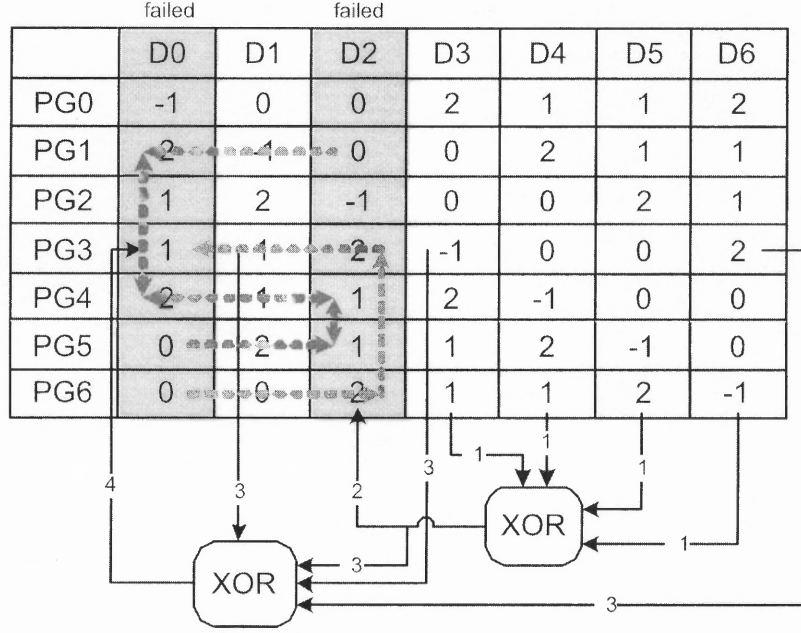 failed failed
D0 D1 D2 D3 D4 D5 D6
PG0 -1 0 0 2 1 1 2
PG1 2 -1 0 0 2 1 1
PG2 1 2 -1 0 0 2 1
PG3 1 1 2 -1 0 0 2
PG4 2 1 1 2 -1 0 0
PG5 0 2 1 1 2 -1 0
PG6 0 0 2 1 1 2 -1
1 1
4 3 2 3 1
XOR
1
3
XOR
3